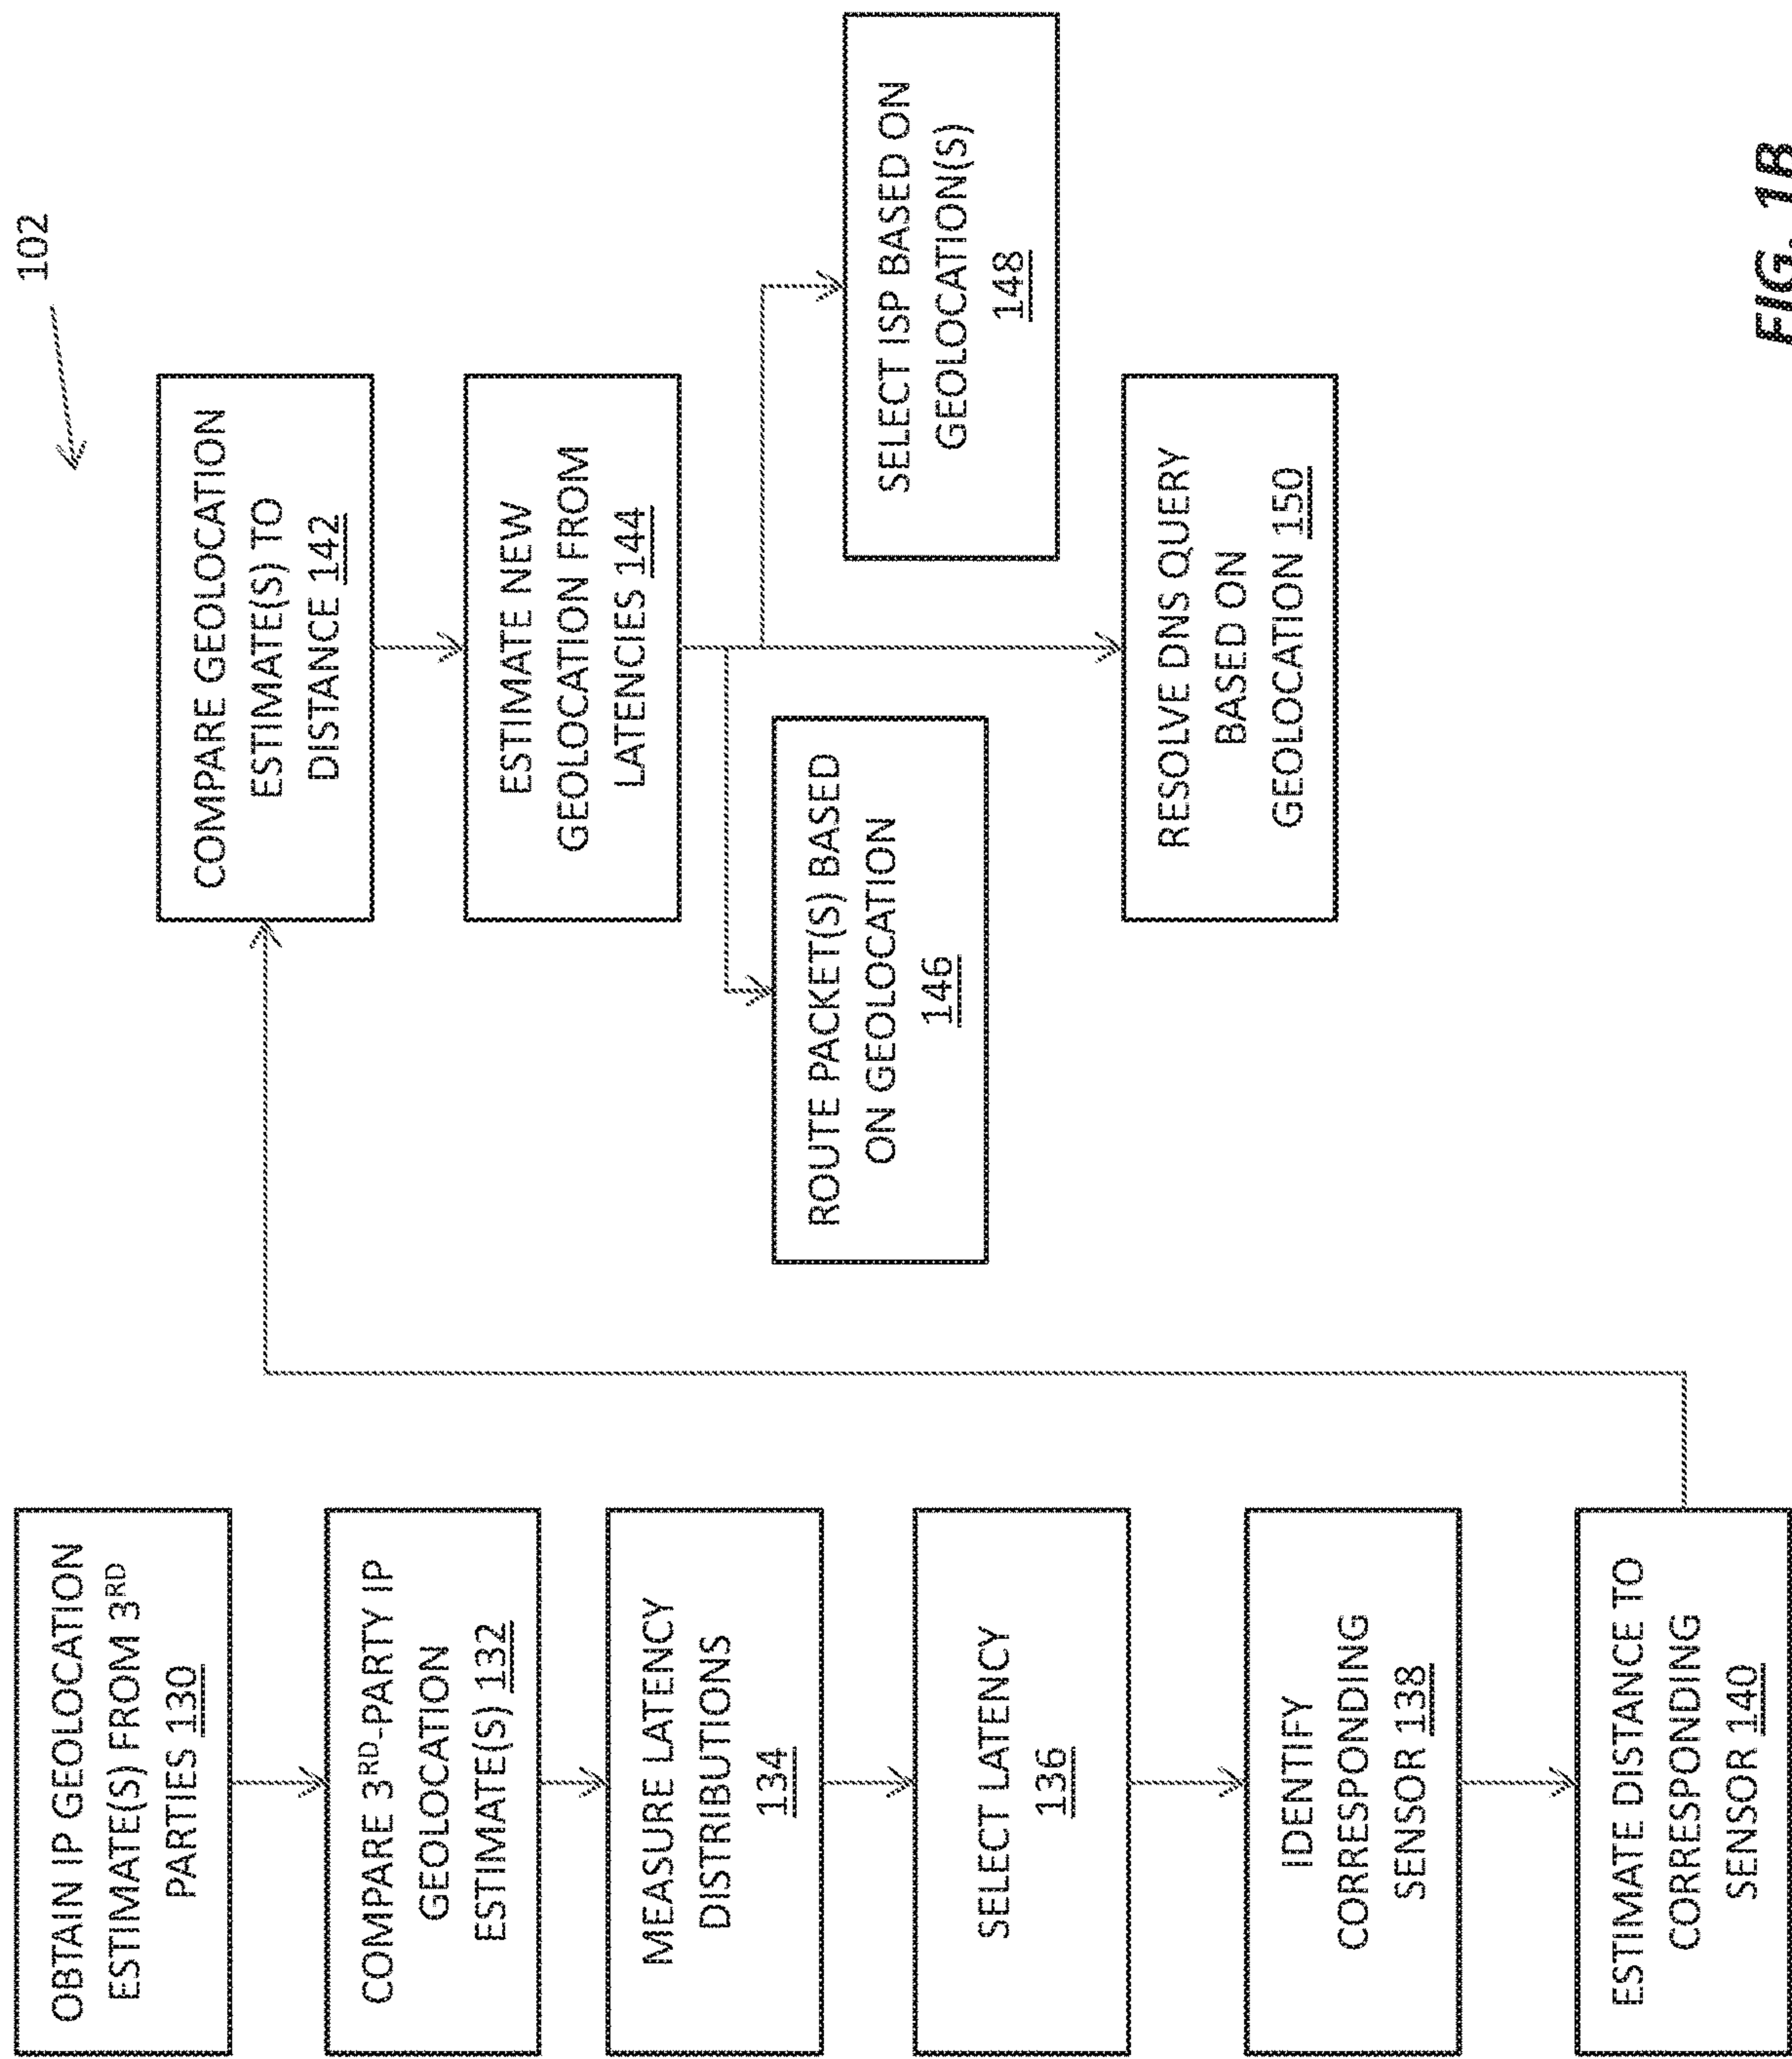 102
OBTAIN IP GEOLOCATION
ESTIMATE(S) FROM 3RD
PARTIES 130
COMPARE 3RD-PARTY IP
GEOLOCATION
ESTIMATE(S) 132
MEASURE LATENCY
DISTRIBUTIONS
134
SELECT LATENCY
136
IDENTIFY
CORRESPONDING
SENSOR 138
ESTIMATE DISTANCE TO
CORRESPONDING
SENSOR 140
COMPARE GEOLOCATION
ESTIMATE(S) TO
DISTANCE 142
ESTIMATE NEW
GEOLOCATION FROM
LATENCIES 144
ROUTE PACKET(S) BASED
ON GEOLOCATION
146
SELECT ISP BASED ON
GEOLOCATION(S)
148
RESOLVE DNS QUERY
BASED ON
GEOLOCATION 150
FIG. 1B